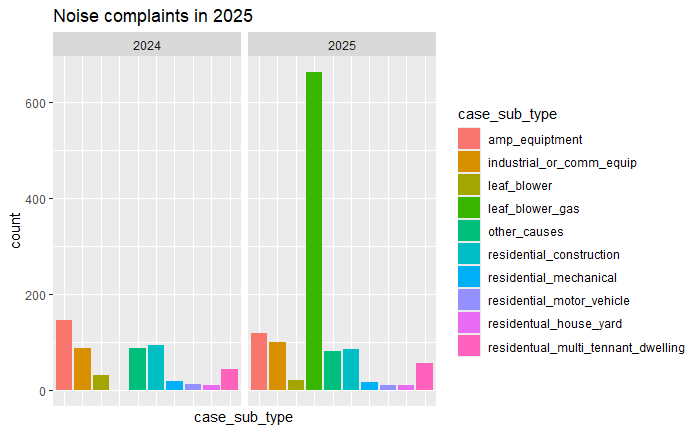 Noise complaints in 2025
2024
2025
600
400
200
0
count
case_sub_type
case_sub_type
amp_equiptment
industrial_or_comm_equip
leaf_blower
leaf_blower_gas
other_causes
residential_construction
residential_mechanical
residential_motor_vehicle
residentual_house_yard
residentual_multi_tennant_dwelling